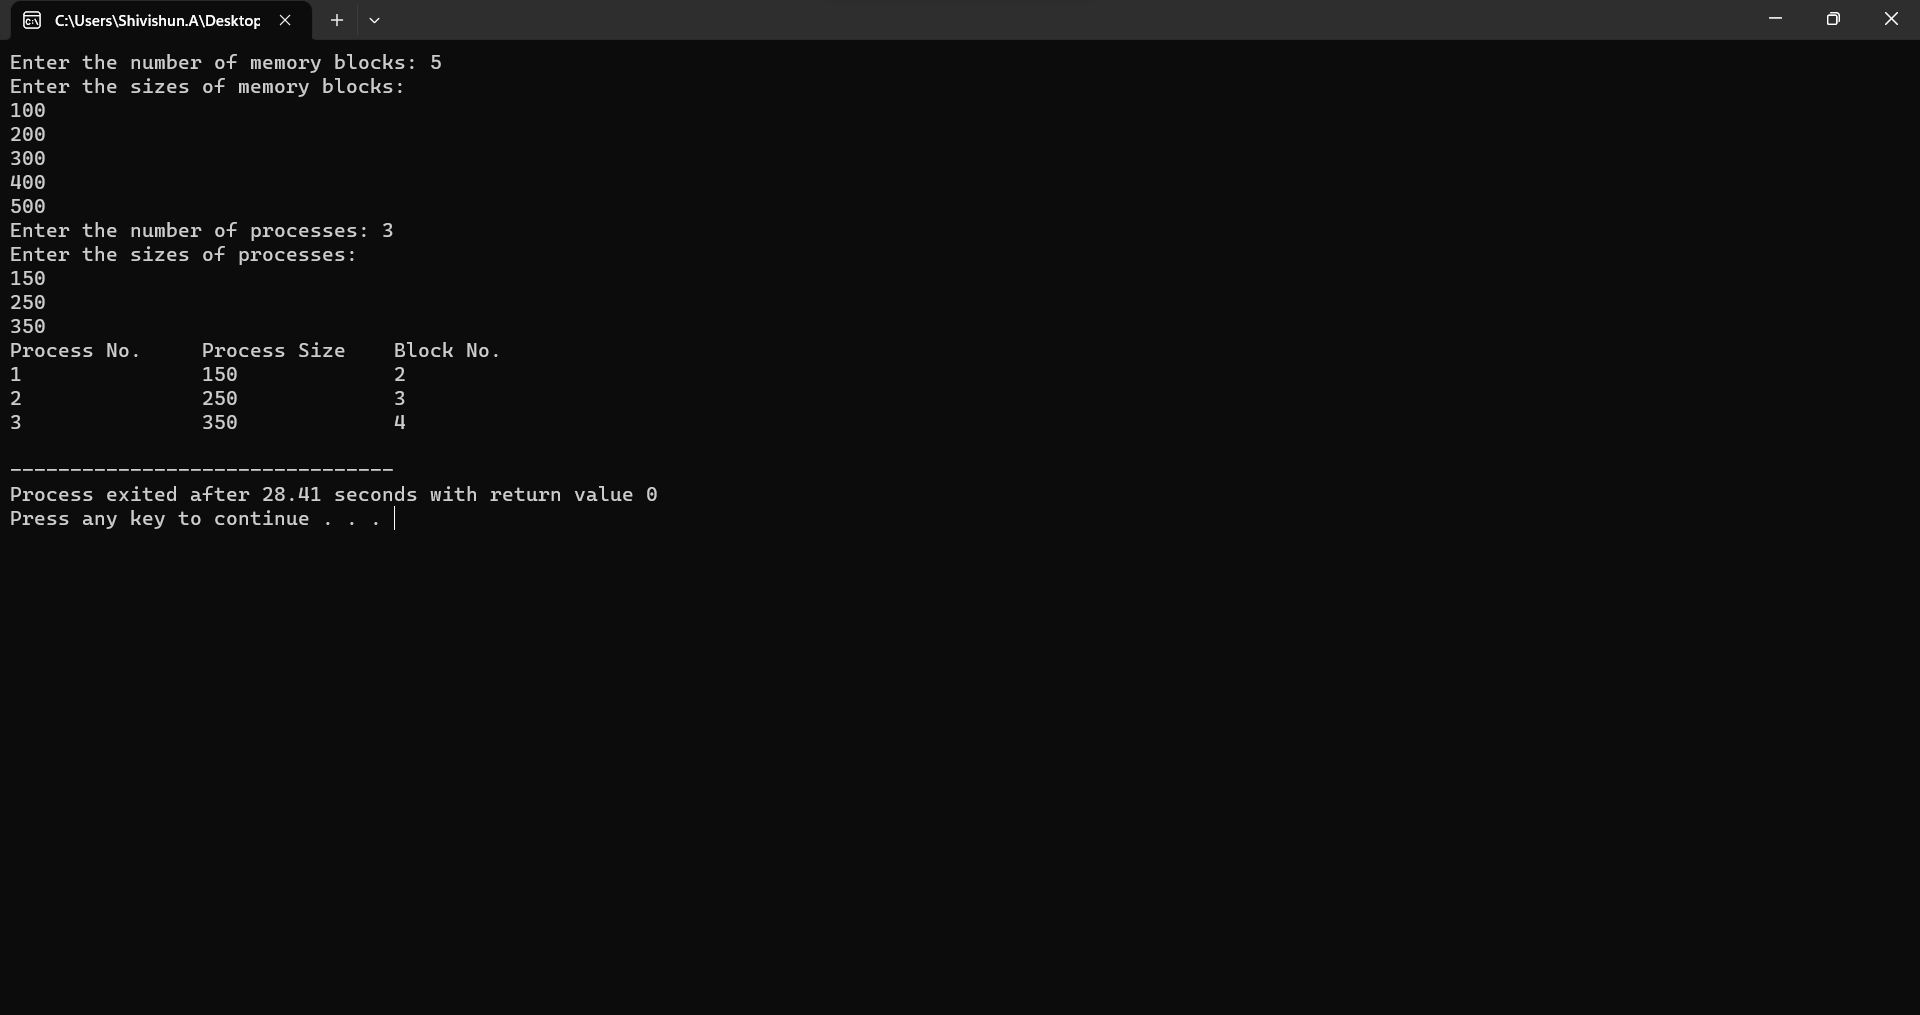 C:\Users\Shivishun.A\Desktop
Enter the number of memory blocks: 5
Enter the sizes of memory blocks:
100
200
300
400
500
Enter the number of processes: 3
Enter the sizes of processes:
150
250
350
Process No.     Process Size    Block No.
1               150             2
2               250             3
3               350             4
--------------------------------
Process exited after 28.41 seconds with return value 0
Press any key to continue . . .